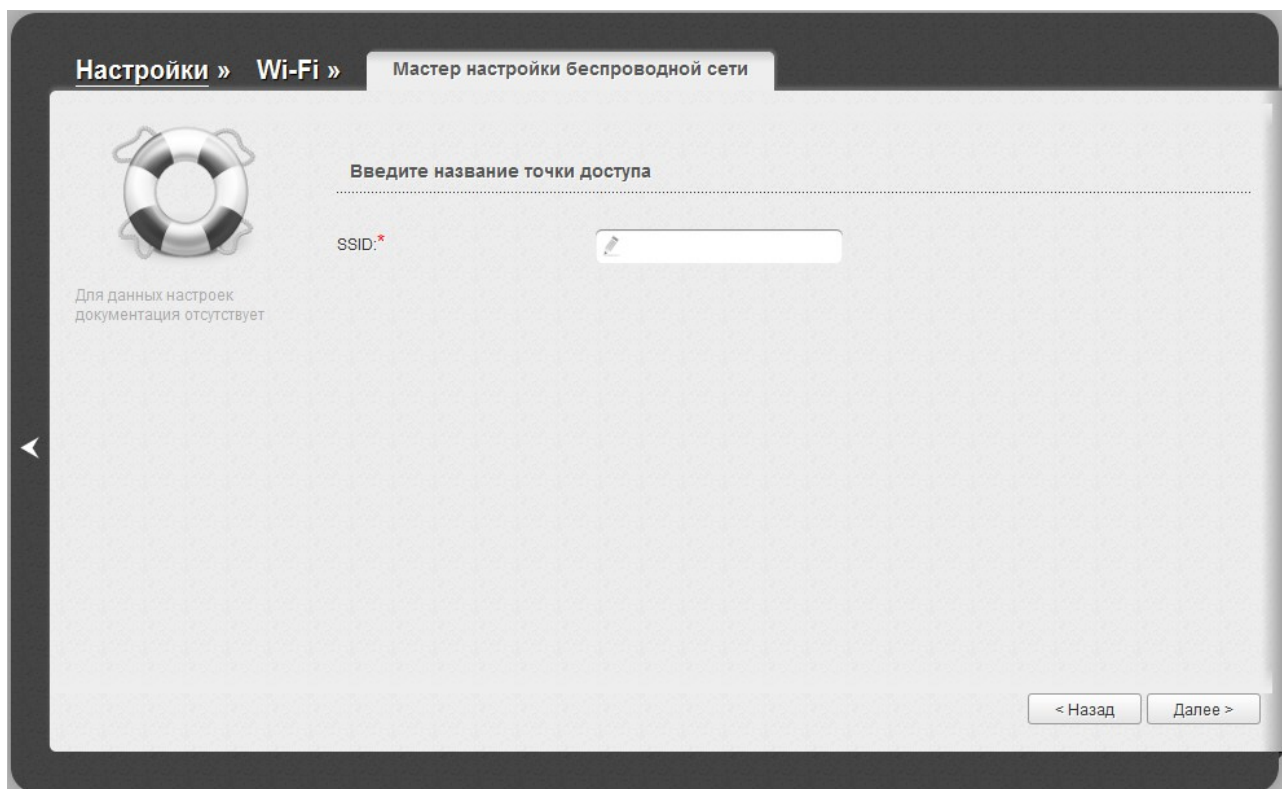 Настройки » Wi-Fi » Мастер настройки беспроводной сети
Введите название точки доступа
SSID:*
Для данных настроек
документация отсутствует
< Назад Далее >